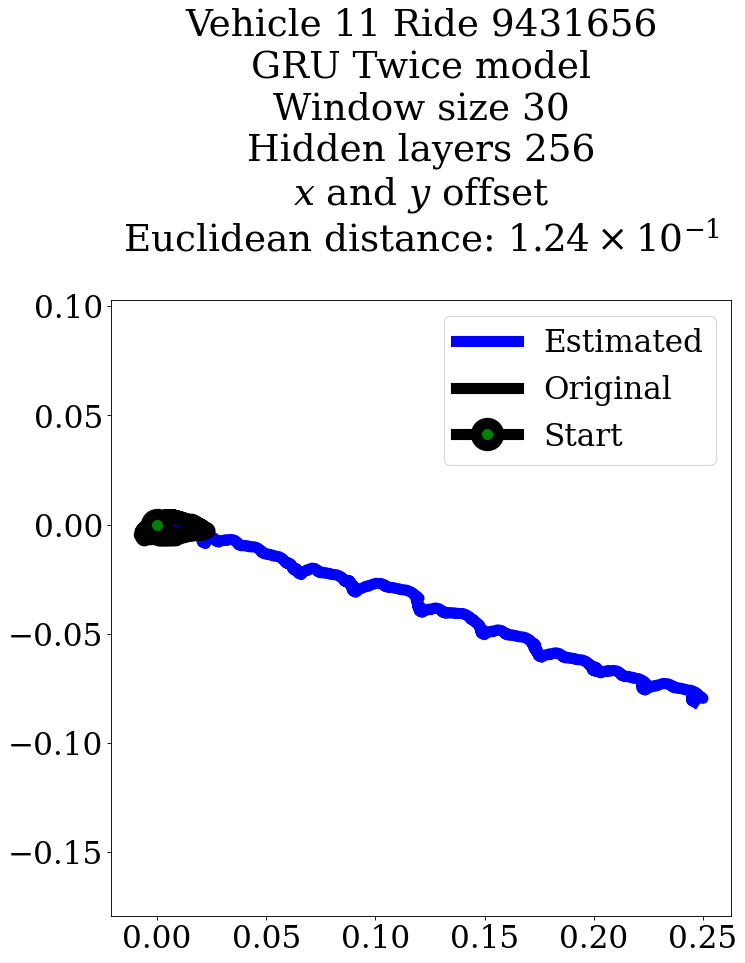 Vehicle 11 Ride 9431656
GRU Twice model
Window size 30
Hidden layers 256
x and y offset
Euclidean distance: 1.24 × 10⁻¹
0.10
0.05
0.00
−0.05
−0.10
−0.15
Estimated
Original
Start
0.00 0.05 0.10 0.15 0.20 0.25